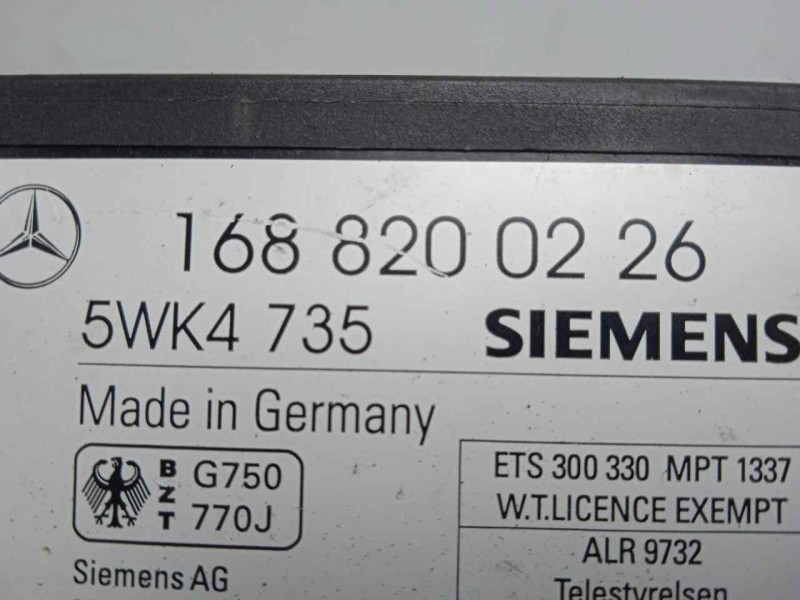 168 820 02 26
5WK4 735
SIEMENS
Made in Germany
BZT G750
770J
ETS 300 330 MPT 1337
W.T.LICENCE EXEMPT
ALR 9732
Siemens AG
Telestyrelsen